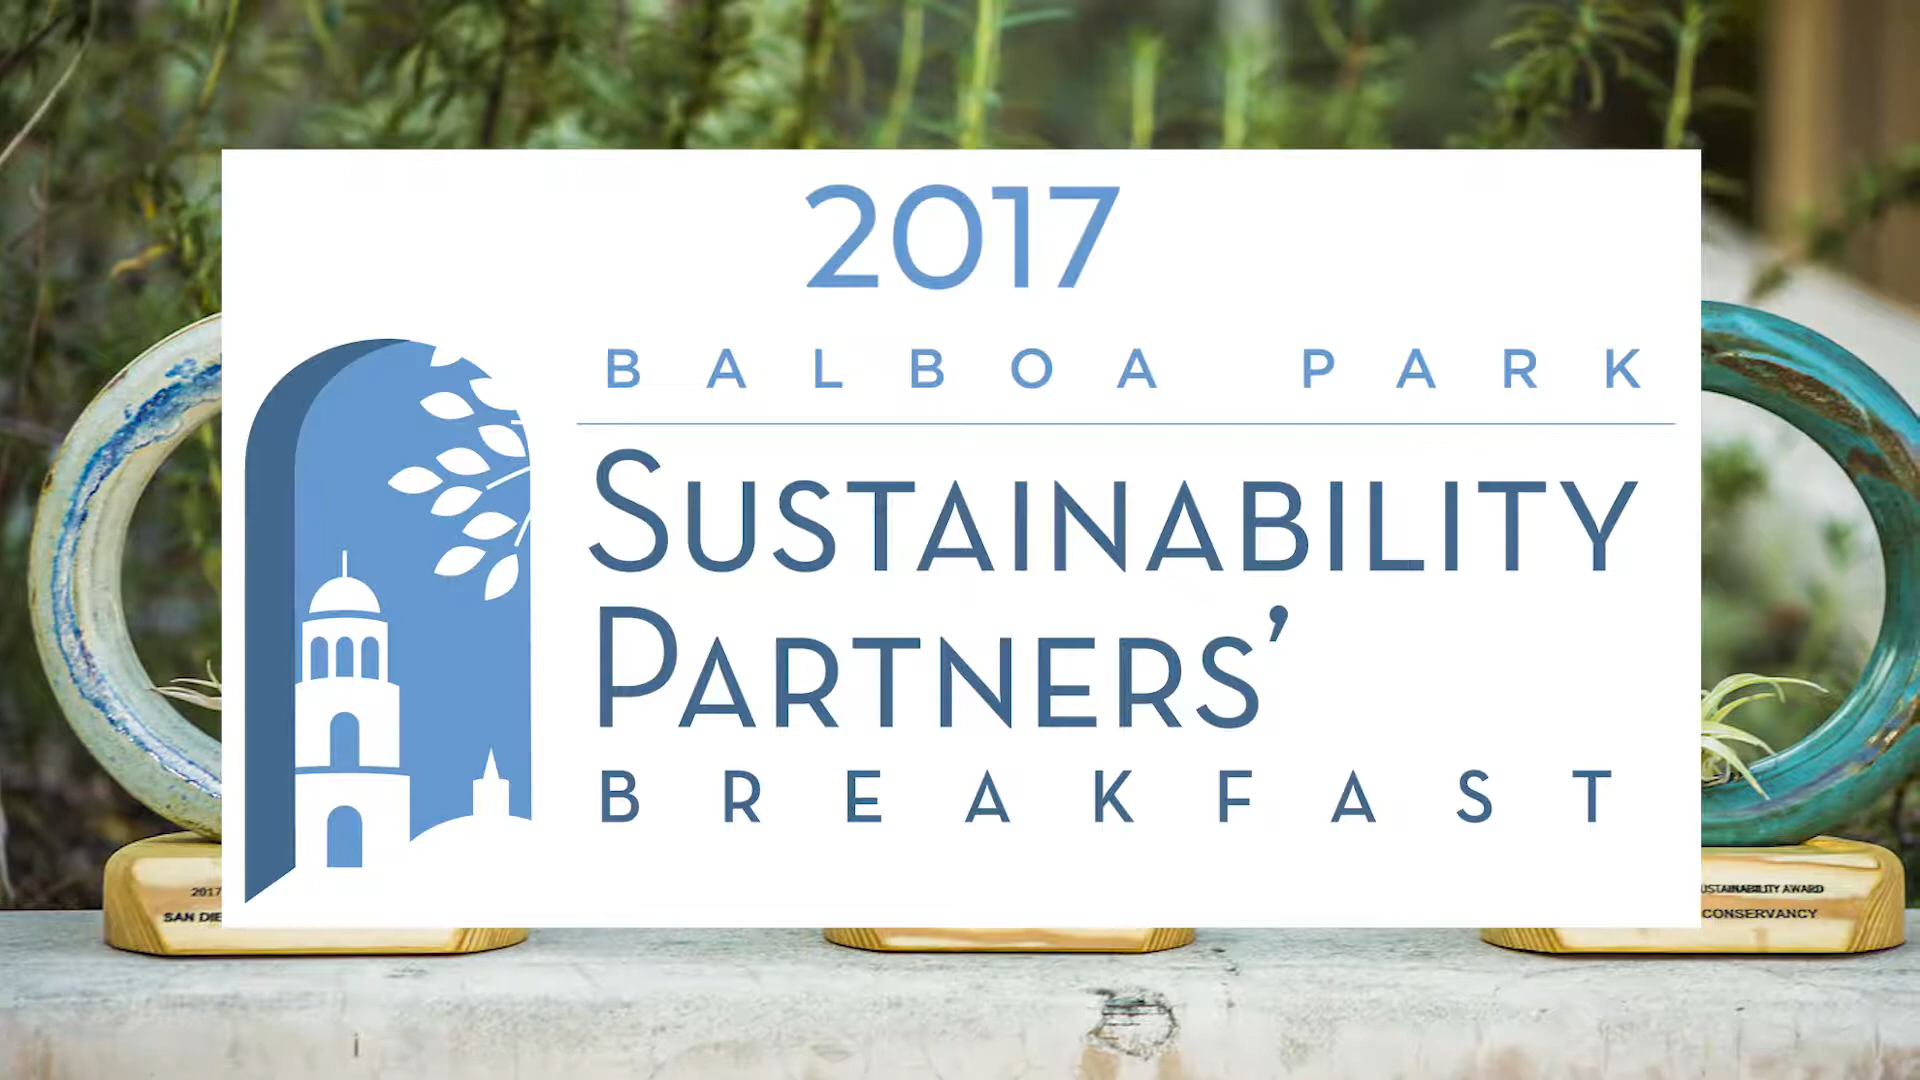 2017
BALBOA PARK
SUSTAINABILITY
PARTNERS'
BREAKFAST
2017
SAN DIE
USTAINABILITY AWARD
CONSERVANCY